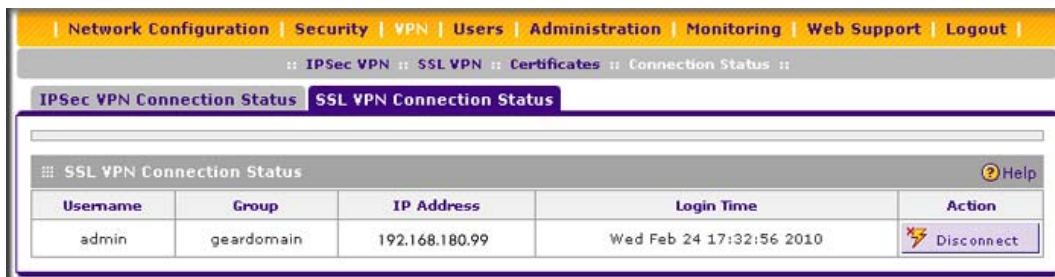 | Network Configuration | Security | VPN | Users | Administration | Monitoring | Web Support | Logout |
:: IPSec VPN :: SSL VPN :: Certificates :: Connection Status ::
IPSec VPN Connection Status SSL VPN Connection Status
SSL VPN Connection Status ? Help
Username Group IP Address Login Time Action
admin geardomain 192.168.180.99 Wed Feb 24 17:32:56 2010 Disconnect